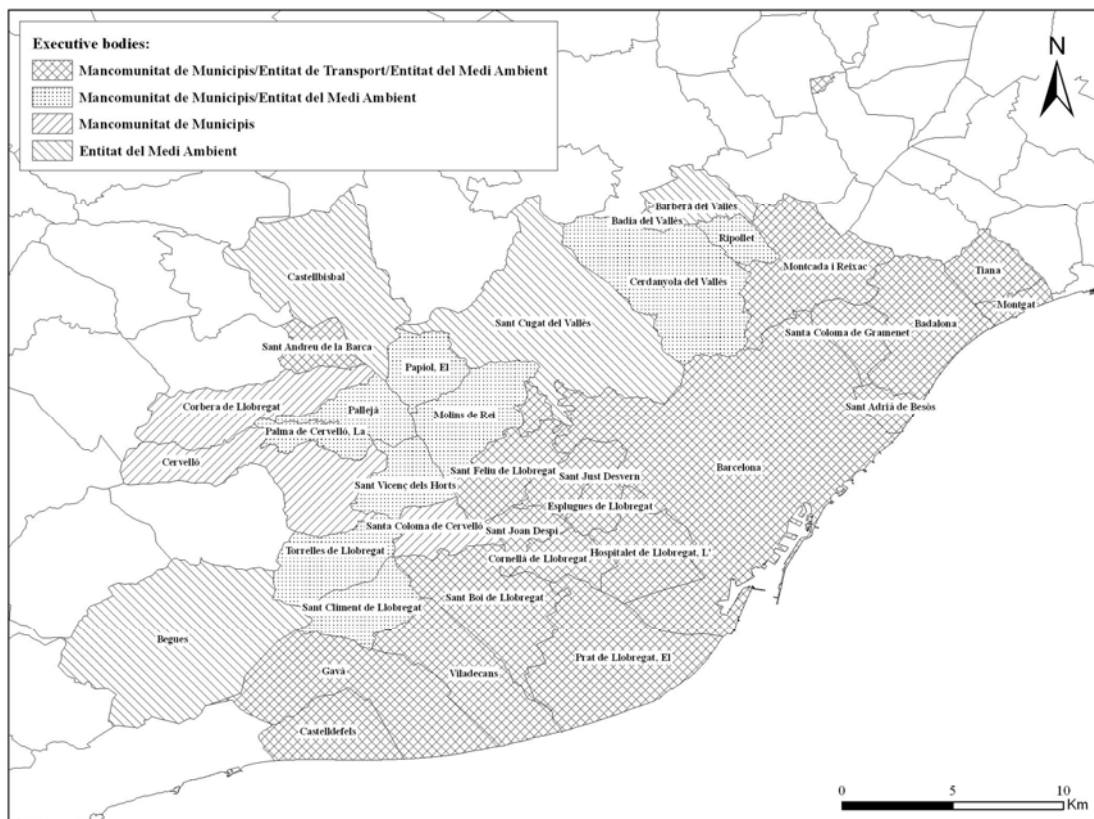 Executive bodies:
Mancomunitat de Municipis/Entitat de Transport/Entitat del Medi Ambient
Mancomunitat de Municipis/Entitat del Medi Ambient
Mancomunitat de Municipis
Entitat del Medi Ambient
N
Barberà del Vallès
Badia del Vallès
Ripollet
Castellbisbal
Cerdanyola del Vallès
Montcada i Reixac
Tiana
Montgat
Sant Cugat del Vallès
Badalona
Santa Coloma de Gramenet
Sant Andreu de la Barca
Papiol, El
Corbera de Llobregat
Pallejà
Molins de Rei
Sant Adrià de Besòs
Palma de Cervelló, La
Cervelló
Sant Feliu de Llobregat
Sant Just Desvern
Barcelona
Sant Vicenç dels Horts
Esplugues de Llobregat
Santa Coloma de Cervelló
Sant Joan Despí
Torrelles de Llobregat
Cornellà de Llobregat
Hospitalet de Llobregat, L'
Sant Boi de Llobregat
Sant Climent de Llobregat
Begues
Prat de Llobregat, El
Gavà
Viladecans
Castelldefels
0 5 10
Km